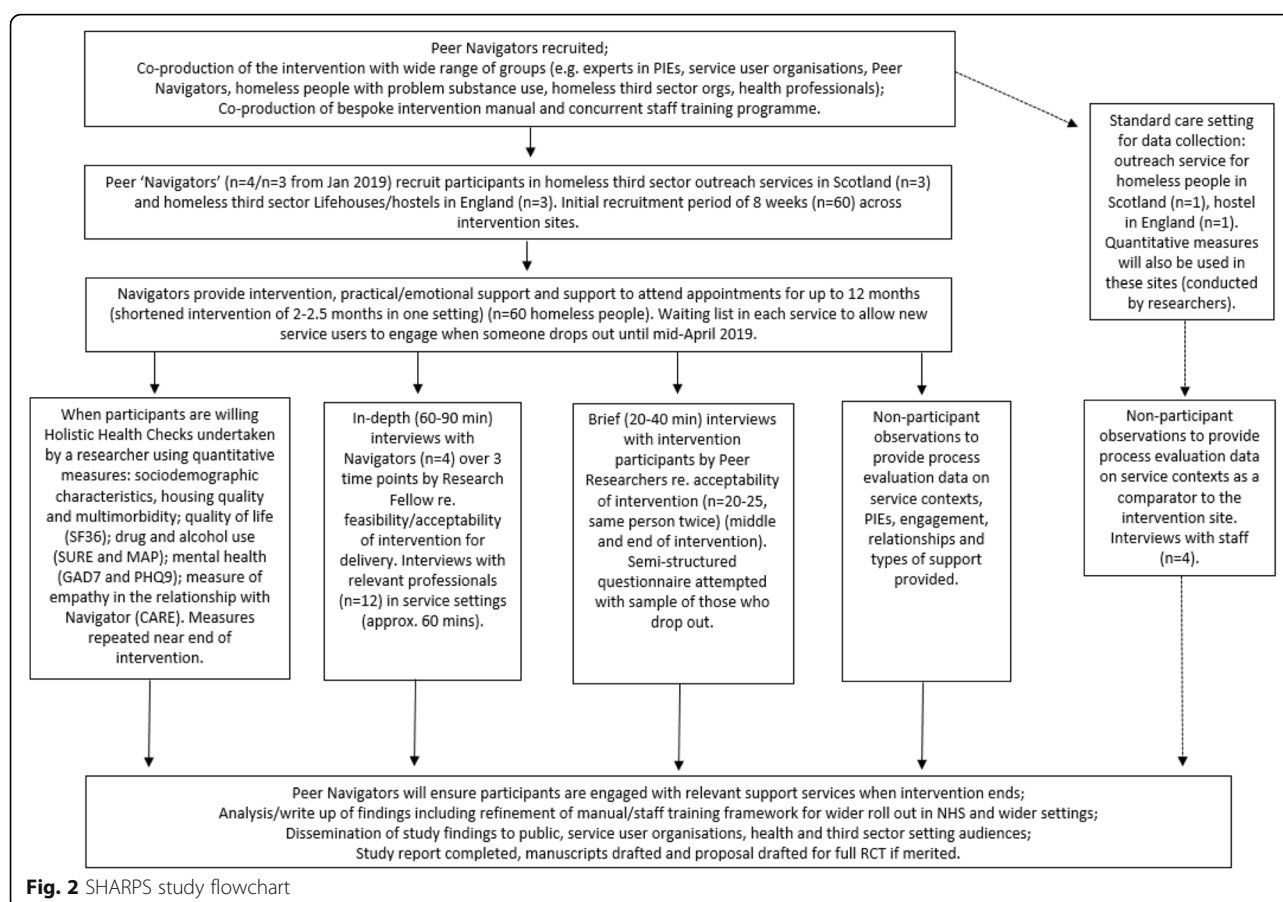 Peer Navigators recruited;
Co-production of the intervention with wide range of groups (e.g. experts in PIEs, service user organisations, Peer
Navigators, homeless people with problem substance use, homeless third sector orgs, health professionals);
Co-production of bespoke intervention manual and concurrent staff training programme.
Standard care setting
for data collection:
outreach service for
homeless people in
Scotland (n=1), hostel
in England (n=1).
Quantitative measures
will also be used in
these sites (conducted
by researchers).
Peer ‘Navigators’ (n=4/n=3 from Jan 2019) recruit participants in homeless third sector outreach services in Scotland (n=3)
and homeless third sector Lifehouses/hostels in England (n=3). Initial recruitment period of 8 weeks (n=60) across
intervention sites.
Navigators provide intervention, practical/emotional support and support to attend appointments for up to 12 months
(shortened intervention of 2-2.5 months in one setting) (n=60 homeless people). Waiting list in each service to allow new
service users to engage when someone drops out until mid-April 2019.
When participants are willing
Holistic Health Checks undertaken
by a researcher using quantitative
measures: sociodemographic
characteristics, housing quality
and multimorbidity; quality of life
(SF36); drug and alcohol use
(SURE and MAP); mental health
(GAD7 and PHQ9); measure of
empathy in the relationship with
Navigator (CARE). Measures
repeated near end of
intervention.
In-depth (60-90 min)
interviews with
Navigators (n=4) over 3
time points by Research
Fellow re.
feasibility/acceptability
of intervention for
delivery. Interviews with
relevant professionals
(n=12) in service settings
(approx. 60 mins).
Brief (20-40 min) interviews
with intervention
participants by Peer
Researchers re. acceptability
of intervention (n=20-25,
same person twice) (middle
and end of intervention).
Semi-structured
questionnaire attempted
with sample of those who
drop out.
Non-participant
observations to
provide process
evaluation data on
service contexts,
PIEs, engagement,
relationships and
types of support
provided.
Non-participant
observations to provide
process evaluation data
on service contexts as a
comparator to the
intervention site.
Interviews with staff
(n=4).
Peer Navigators will ensure participants are engaged with relevant support services when intervention ends;
Analysis/write up of findings including refinement of manual/staff training framework for wider roll out in NHS and wider settings;
Dissemination of study findings to public, service user organisations, health and third sector setting audiences;
Study report completed, manuscripts drafted and proposal drafted for full RCT if merited.
Fig. 2 SHARPS study flowchart